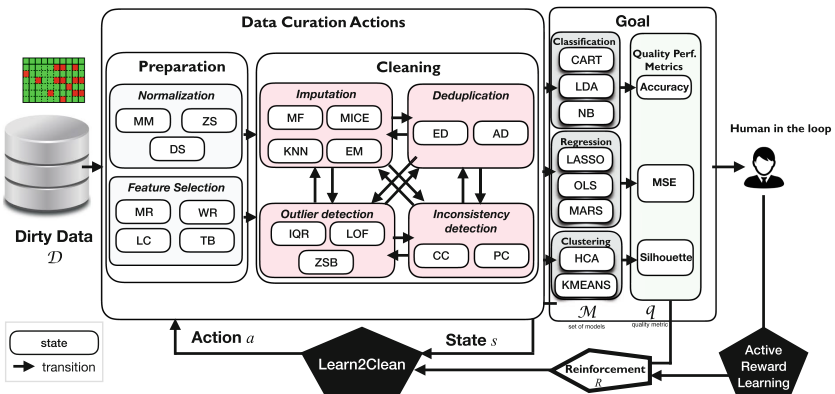 Data Curation Actions
Goal
Preparation
Cleaning
Normalization
MM
ZS
DS
Feature Selection
MR
WR
LC
TB
Imputation
MF
MICE
KNN
EM
Deduplication
ED
AD
Outlier detection
IQR
LOF
ZSB
Inconsistency
detection
CC
PC
Classification
CART
LDA
NB
Regression
LASSO
OLS
MARS
Clustering
HCA
KMEANS
Quality Perf.
Metrics
Accuracy
MSE
Silhouette
ℳ
set of models
q
quality metric
Human in the loop
Dirty Data
𝒟
state
transition
Action a
State s
Learn2Clean
Reinforcement
R
Active
Reward
Learning